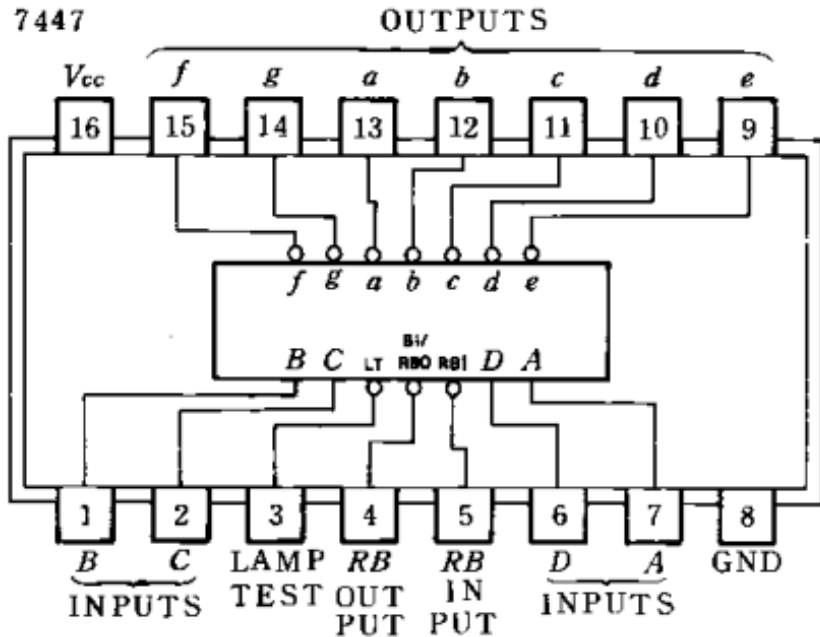 7447 OUTPUTS
Vcc f g a b c d e
16 15 14 13 12 11 10 9
f g a b c d e
B C LT BI/RBO RBI D A
1 2 3 4 5 6 7 8
B C LAMP TEST RB OUT PUT RB IN PUT D A GND
INPUTS INPUTS